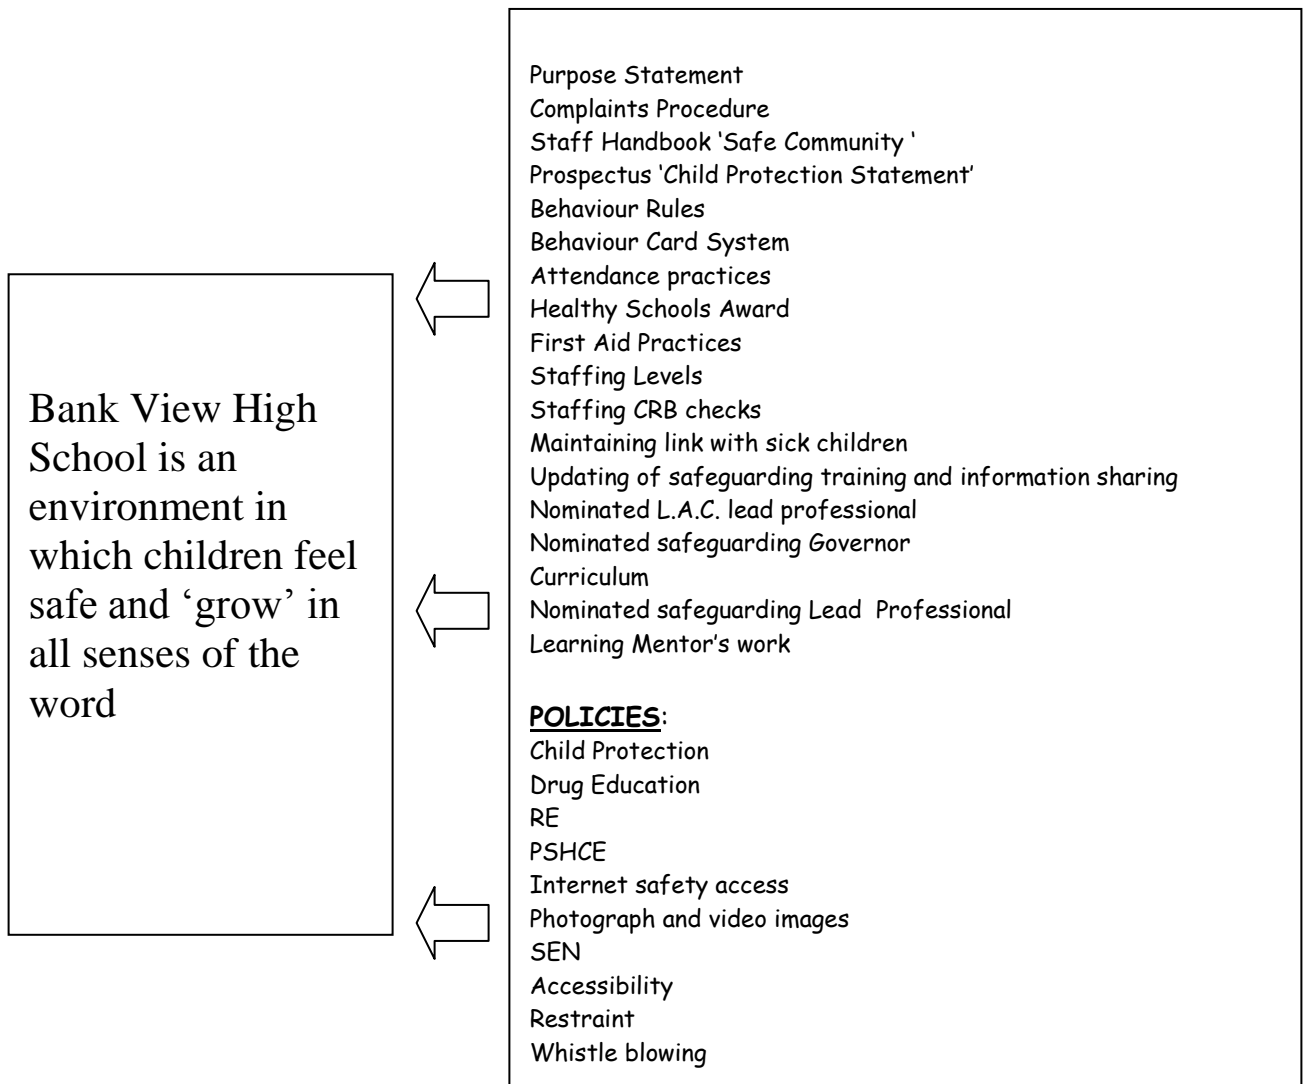 Bank View High
School is an
environment in
which children feel
safe and ‘grow’ in
all senses of the
word
Purpose Statement
Complaints Procedure
Staff Handbook ‘Safe Community ‘
Prospectus ‘Child Protection Statement’
Behaviour Rules
Behaviour Card System
Attendance practices
Healthy Schools Award
First Aid Practices
Staffing Levels
Staffing CRB checks
Maintaining link with sick children
Updating of safeguarding training and information sharing
Nominated L.A.C. lead professional
Nominated safeguarding Governor
Curriculum
Nominated safeguarding Lead  Professional
Learning Mentor’s work
POLICIES:
Child Protection
Drug Education
RE
PSHCE
Internet safety access
Photograph and video images
SEN
Accessibility
Restraint
Whistle blowing